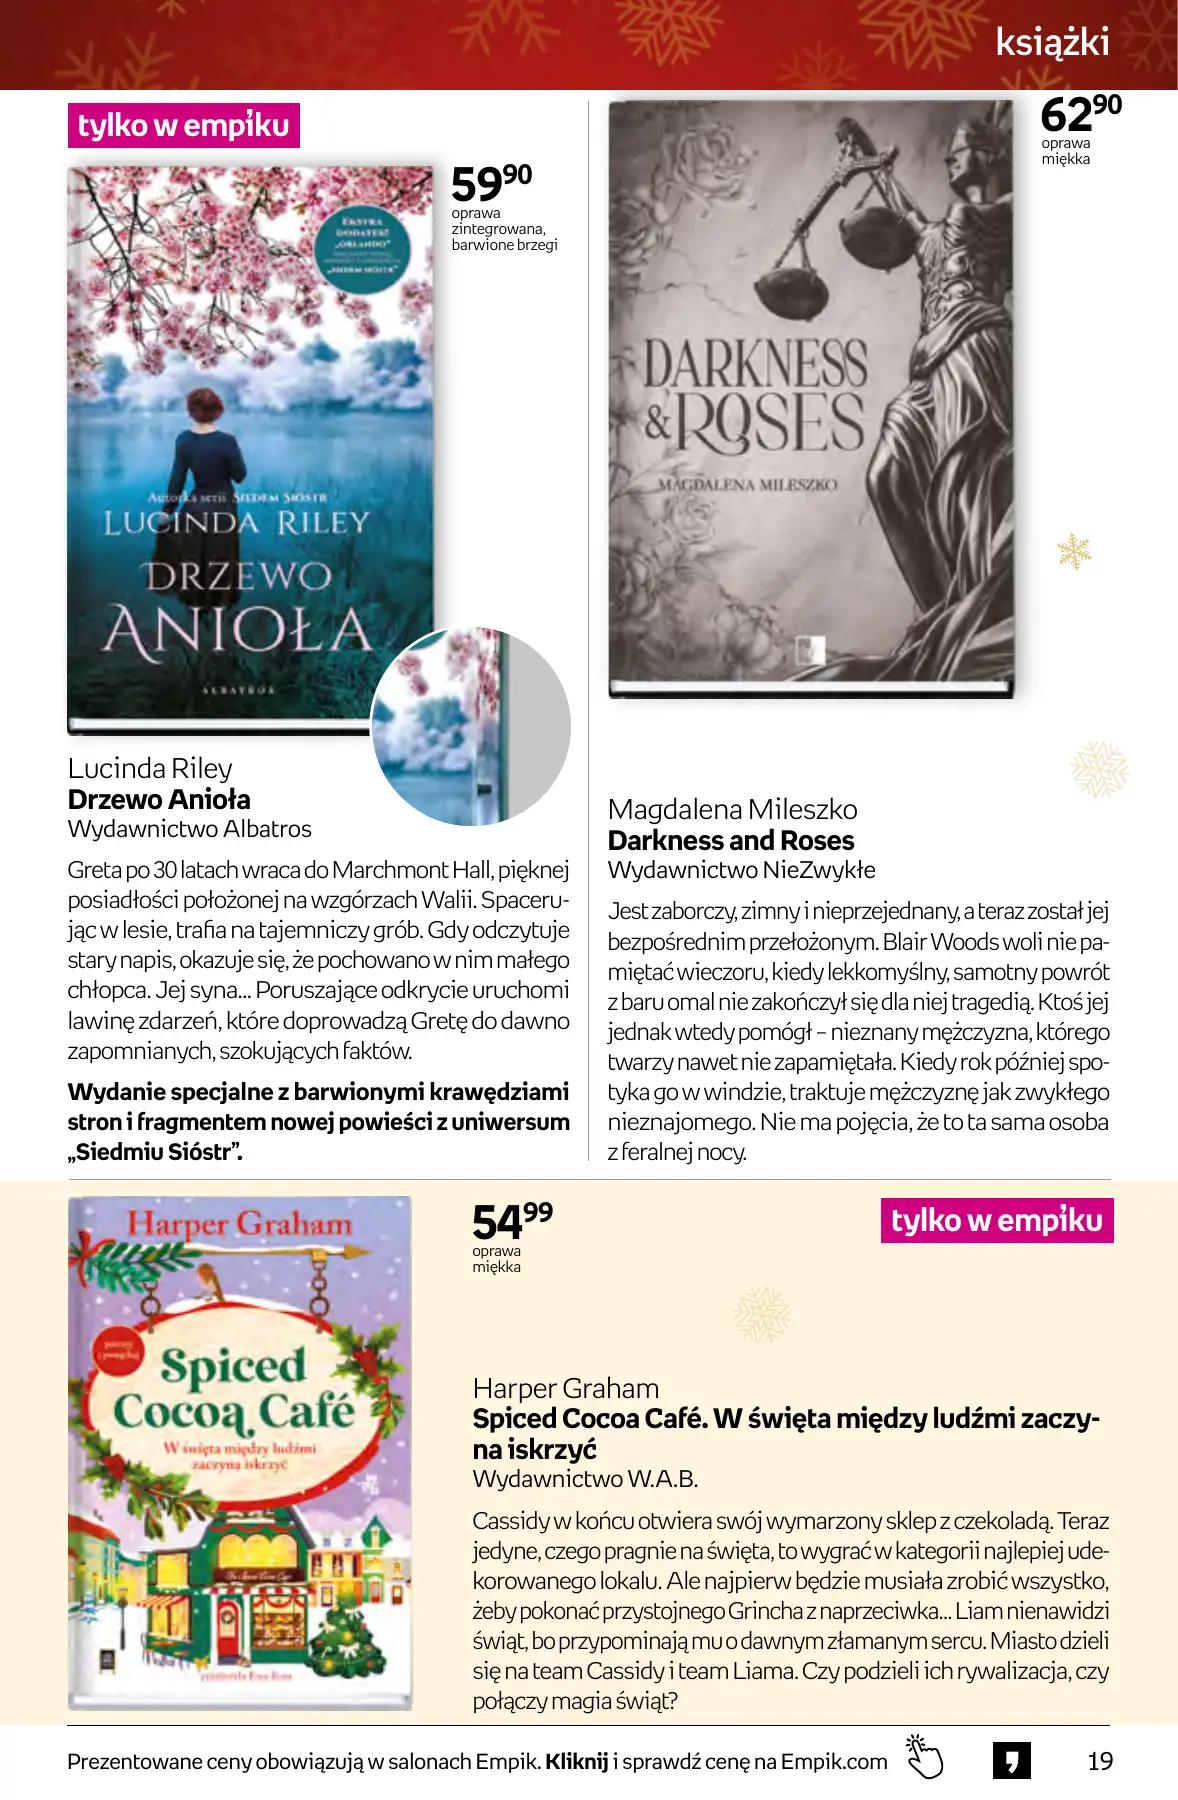 książki
tylko w empiku
59⁹⁰
oprawa
zintegrowana,
barwione brzegi
EKSTRA
DODATEK!
„ORLANDO”
„SIEDEM SIÓSTR”
Autorka serii SIEDEM SIÓSTR
LUCINDA RILEY
DRZEWO
ANIOŁA
ALBATROS
Lucinda Riley
Drzewo Anioła
Wydawnictwo Albatros
Greta po 30 latach wraca do Marchmont Hall, pięknej
posiadłości położonej na wzgórzach Walii. Spaceru-
jąc w lesie, trafia na tajemniczy grób. Gdy odczytuje
stary napis, okazuje się, że pochowano w nim małego
chłopca. Jej syna... Poruszające odkrycie uruchomi
lawinę zdarzeń, które doprowadzą Gretę do dawno
zapomnianych, szokujących faktów.
Wydanie specjalne z barwionymi krawędziami
stron i fragmentem nowej powieści z uniwersum
„Siedmiu Sióstr”.
62⁹⁰
oprawa
miękka
DARKNESS
& ROSES
MAGDALENA MILESZKO
Magdalena Mileszko
Darkness and Roses
Wydawnictwo NieZwykłe
Jest zaborczy, zimny i nieprzejednany, a teraz został jej
bezpośrednim przełożonym. Blair Woods woli nie pa-
miętać wieczoru, kiedy lekkomyślny, samotny powrót
z baru omal nie zakończył się dla niej tragedią. Ktoś jej
jednak wtedy pomógł – nieznany mężczyzna, którego
twarzy nawet nie zapamiętała. Kiedy rok później spo-
tyka go w windzie, traktuje mężczyznę jak zwykłego
nieznajomego. Nie ma pojęcia, że to ta sama osoba
z feralnej nocy.
Harper Graham
Spiced
Cocoa Café
W święta między ludźmi
zaczyna iskrzyć
54⁹⁹
oprawa
miękka
tylko w empiku
Harper Graham
Spiced Cocoa Café. W święta między ludźmi zaczy-
na iskrzyć
Wydawnictwo W.A.B.
Cassidy w końcu otwiera swój wymarzony sklep z czekoladą. Teraz
jedyne, czego pragnie na święta, to wygrać w kategorii najlepiej ude-
korowanego lokalu. Ale najpierw będzie musiała zrobić wszystko,
żeby pokonać przystojnego Grincha z naprzeciwka... Liam nienawidzi
świąt, bo przypominają mu o dawnym złamanym sercu. Miasto dzieli
się na team Cassidy i team Liama. Czy podzieli ich rywalizacja, czy
połączy magia świąt?
Prezentowane ceny obowiązują w salonach Empik. Kliknij i sprawdź cenę na Empik.com
19